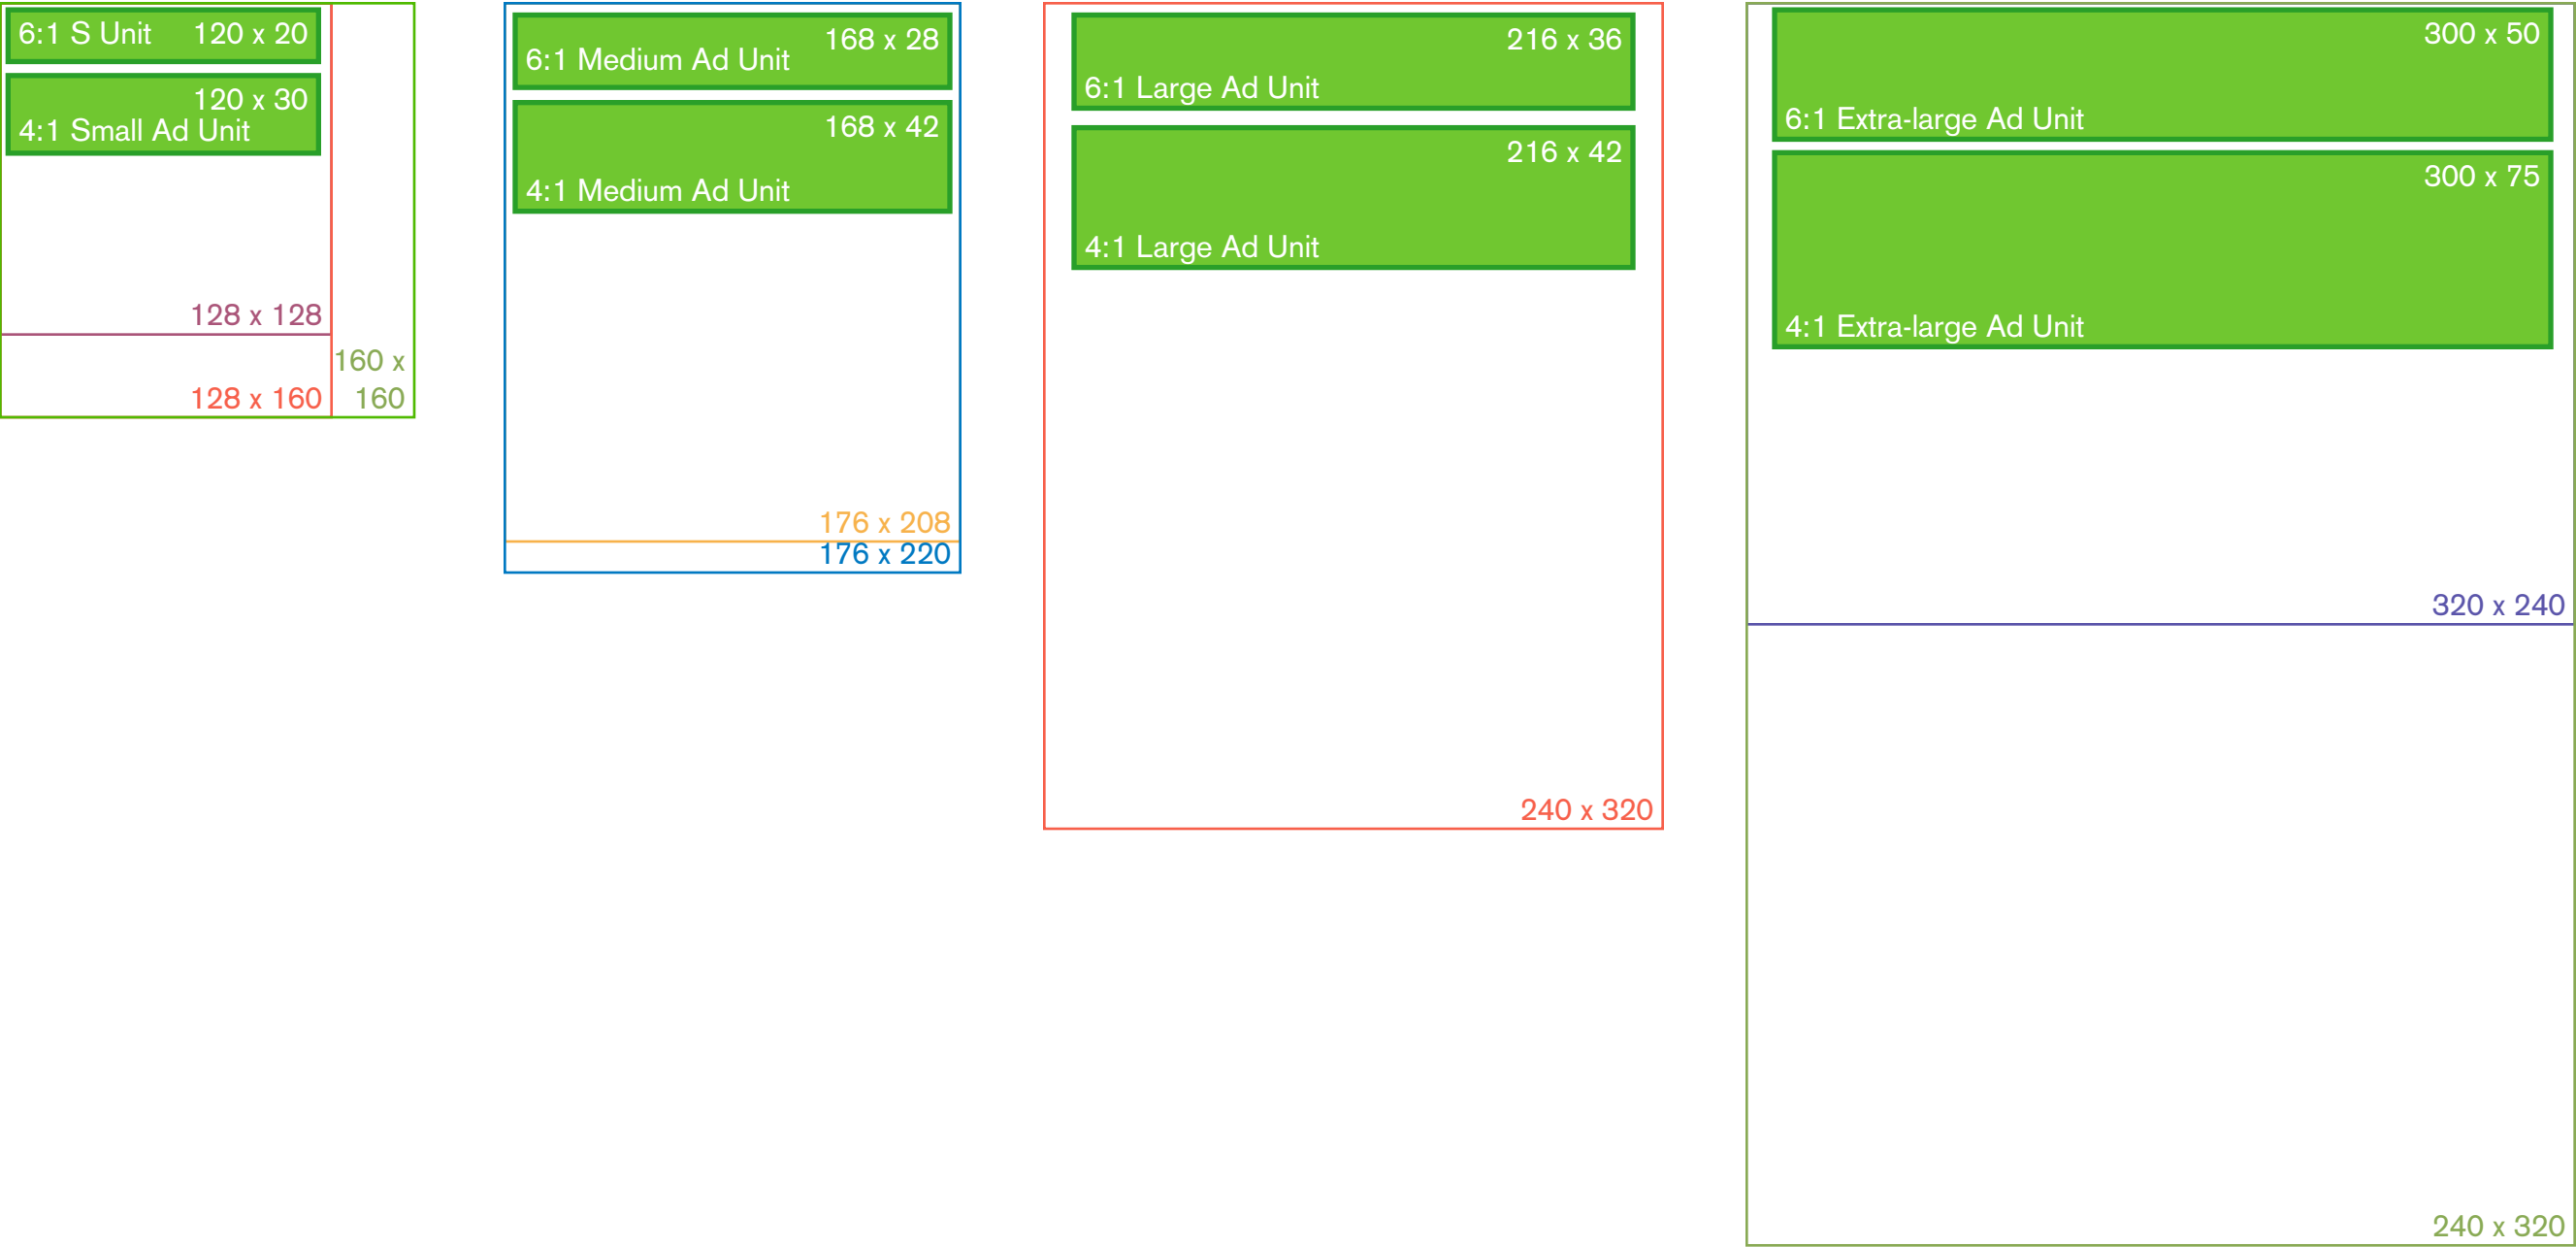 6:1 S Unit 120 x 20
120 x 30
4:1 Small Ad Unit
128 x 128
160 x
128 x 160 160
168 x 28
6:1 Medium Ad Unit
168 x 42
4:1 Medium Ad Unit
176 x 208
176 x 220
216 x 36
6:1 Large Ad Unit
216 x 42
4:1 Large Ad Unit
240 x 320
300 x 50
6:1 Extra-large Ad Unit
300 x 75
4:1 Extra-large Ad Unit
320 x 240
240 x 320